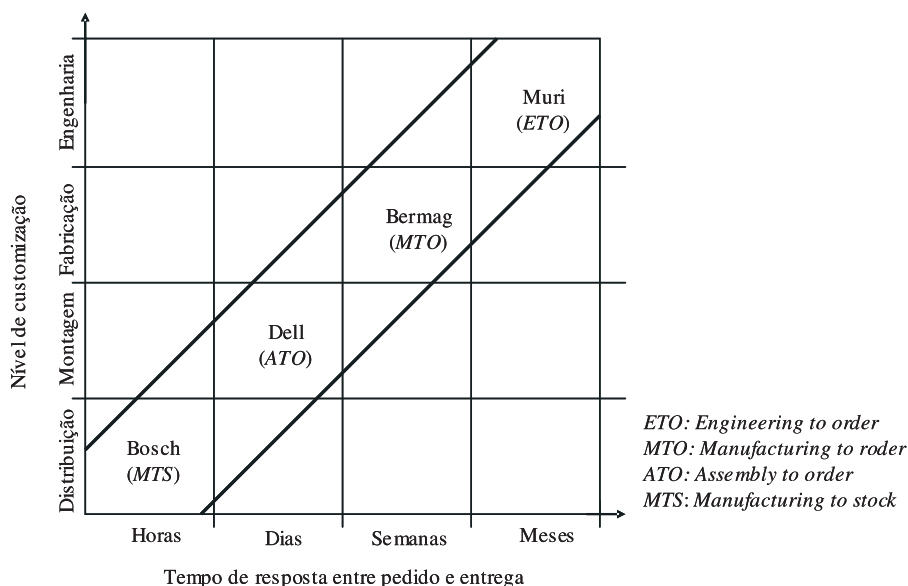 Nível de customização
Engenharia
Fabricação
Montagem
Distribuição
Muri
(ETO)
Bermag
(MTO)
Dell
(ATO)
Bosch
(MTS)
ETO: Engineering to order
MTO: Manufacturing to roder
ATO: Assembly to order
MTS: Manufacturing to stock
Horas Dias Semanas Meses
Tempo de resposta entre pedido e entrega